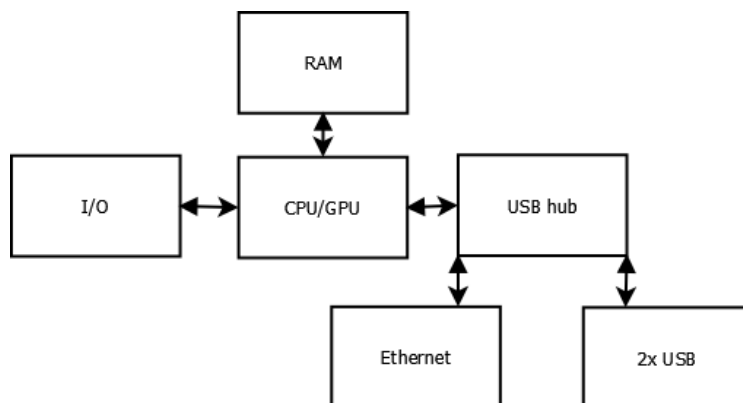 RAM
I/O
CPU/GPU
USB hub
Ethernet
2x USB